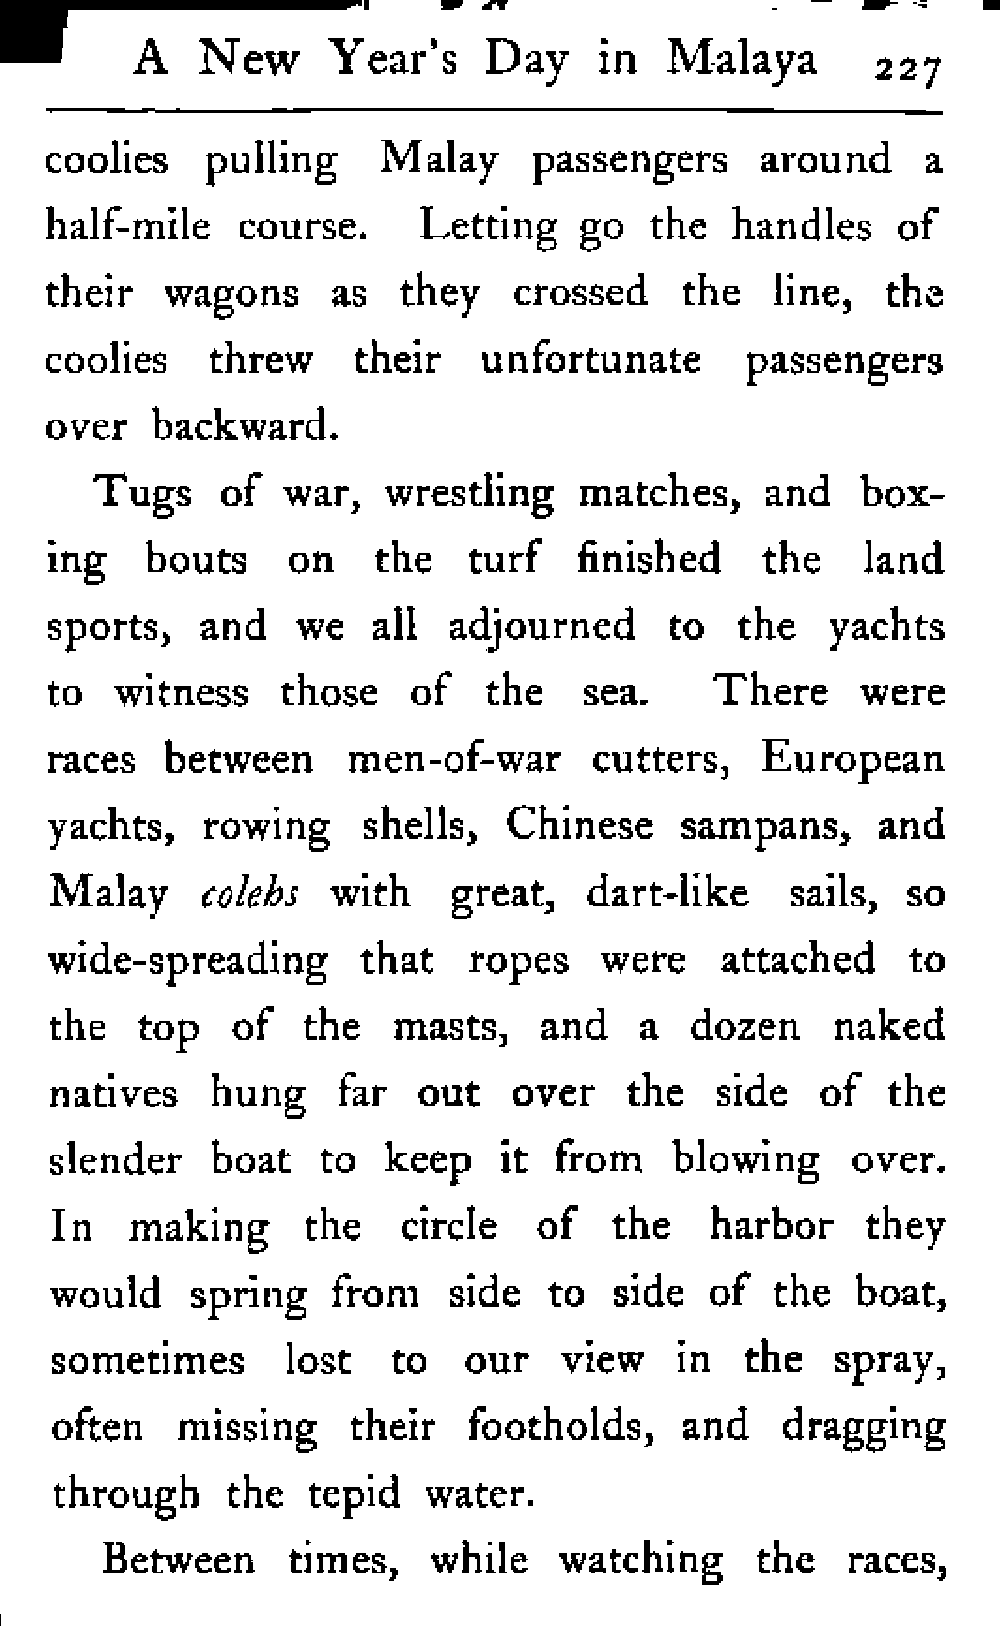 A New Year's Day in Malaya 227
coolies pulling Malay passengers around a
half-mile course. Letting go the handles of
their wagons as they crossed the line, the
coolies threw their unfortunate passengers
over backward.
Tugs of war, wrestling matches, and box-
ing bouts on the turf finished the land
sports, and we all adjourned to the yachts
to witness those of the sea. There were
races between men-of-war cutters, European
yachts, rowing shells, Chinese sampans, and
Malay colehs with great, dart-like sails, so
wide-spreading that ropes were attached to
the top of the masts, and a dozen naked
natives hung far out over the side of the
slender boat to keep it from blowing over.
In making the circle of the harbor they
would spring from side to side of the boat,
sometimes lost to our view in the spray,
often missing their footholds, and dragging
through the tepid water.
Between times, while watching the races,